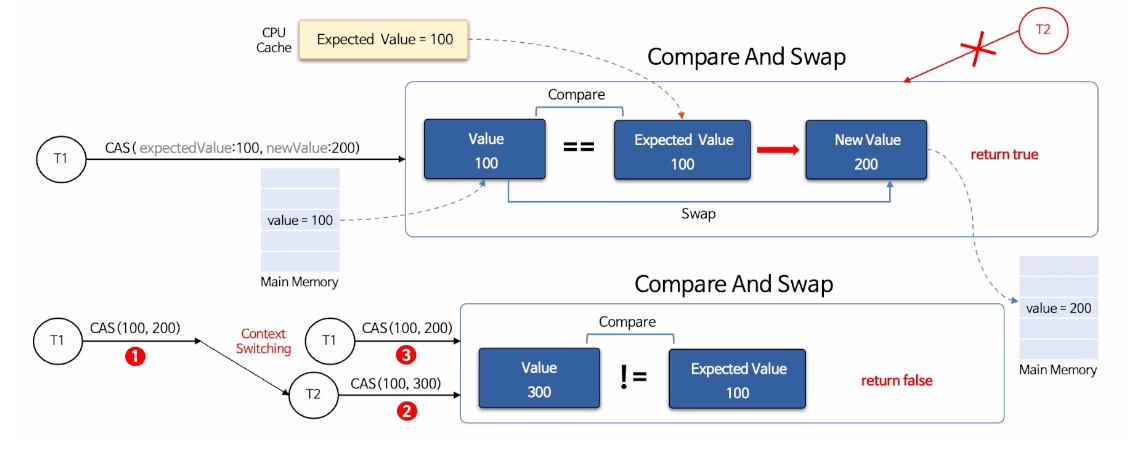 CPU
Cache
Expected Value = 100
T2
Compare And Swap
Compare
T1
CAS( expectedValue:100, newValue:200)
Value
100
==
Expected Value
100
New Value
200
return true
Swap
value = 100
Main Memory
value = 200
Main Memory
Compare And Swap
T1
CAS(100, 200)
1
Context
Switching
T1
CAS(100, 200)
3
T2
CAS(100, 300)
2
Compare
Value
300
!=
Expected Value
100
return false